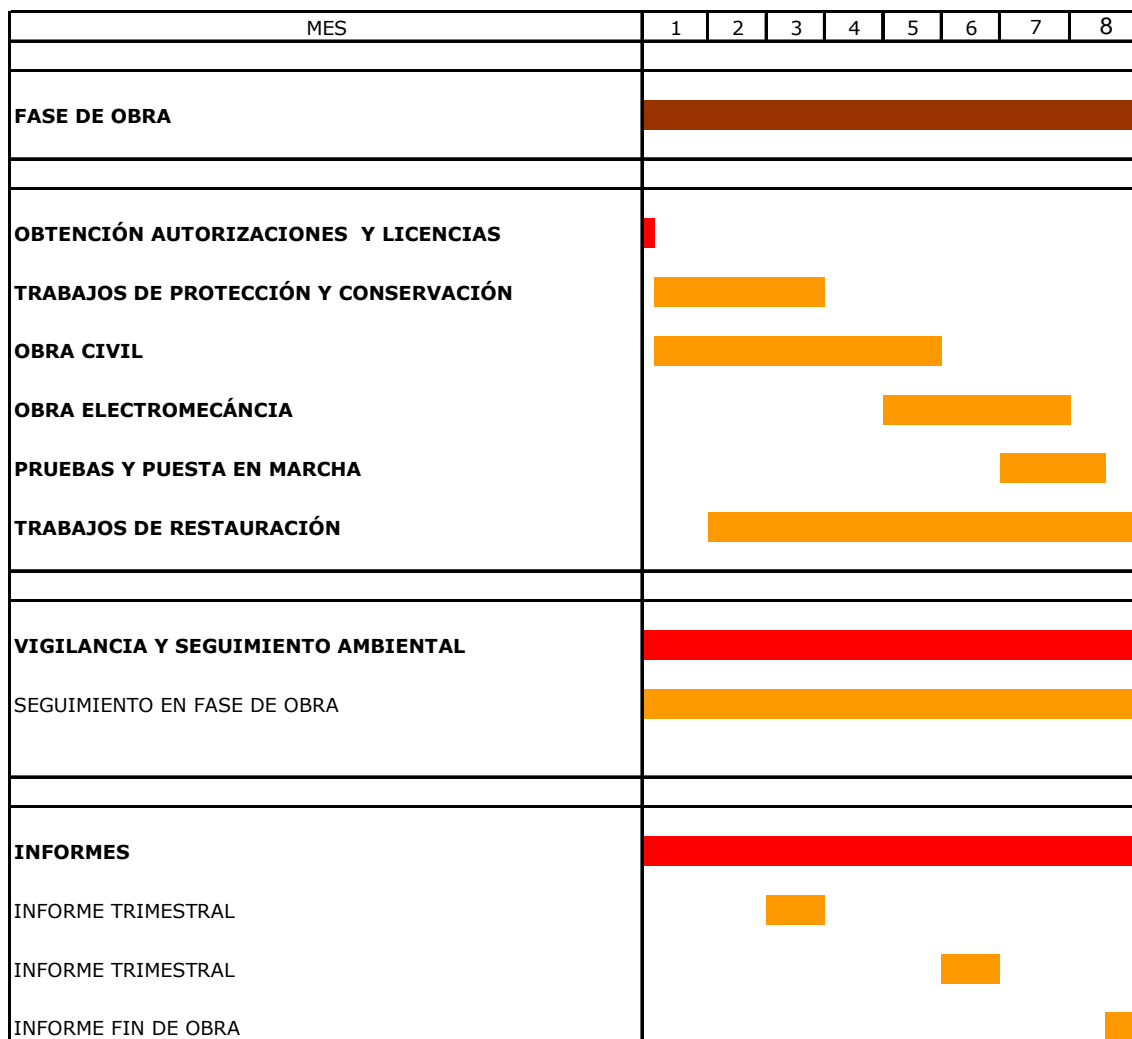 MES 1 2 3 4 5 6 7 8
FASE DE OBRA
OBTENCIÓN AUTORIZACIONES  Y LICENCIAS
TRABAJOS DE PROTECCIÓN Y CONSERVACIÓN
OBRA CIVIL
OBRA ELECTROMECÁNCIA
PRUEBAS Y PUESTA EN MARCHA
TRABAJOS DE RESTAURACIÓN
VIGILANCIA Y SEGUIMIENTO AMBIENTAL
SEGUIMIENTO EN FASE DE OBRA
INFORMES
INFORME TRIMESTRAL
INFORME TRIMESTRAL
INFORME FIN DE OBRA